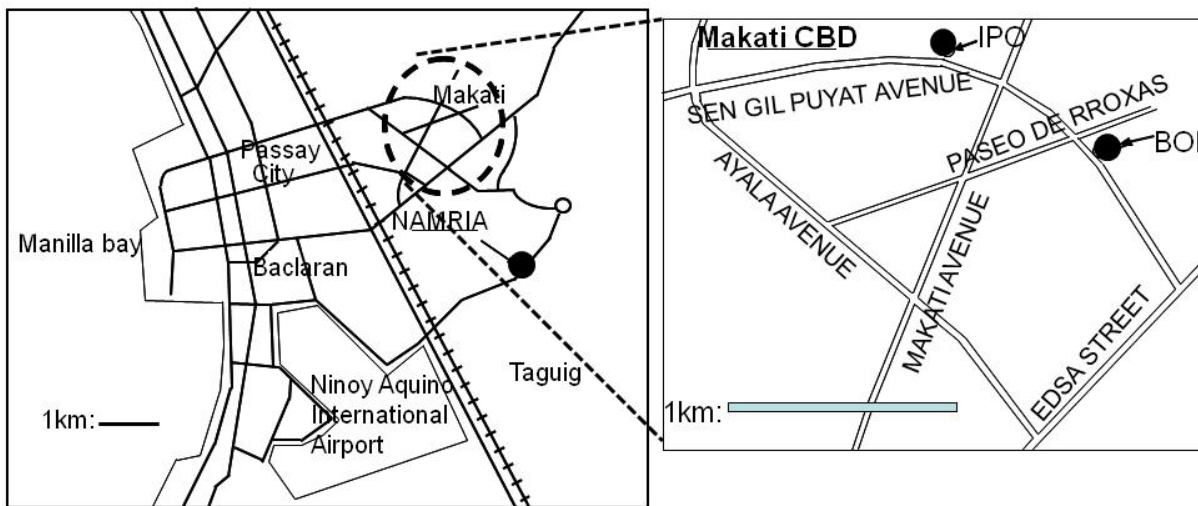 Makati
Passay
City
NAMRIA
Manilla bay
Baclaran
Taguig
Ninoy Aquino
International
Airport
1km:
Makati CBD
IPO
SEN GIL PUYAT AVENUE
PASEO DE RROXAS
BOI
AYALA AVENUE
MAKATI AVENUE
EDSA STREET
1km: